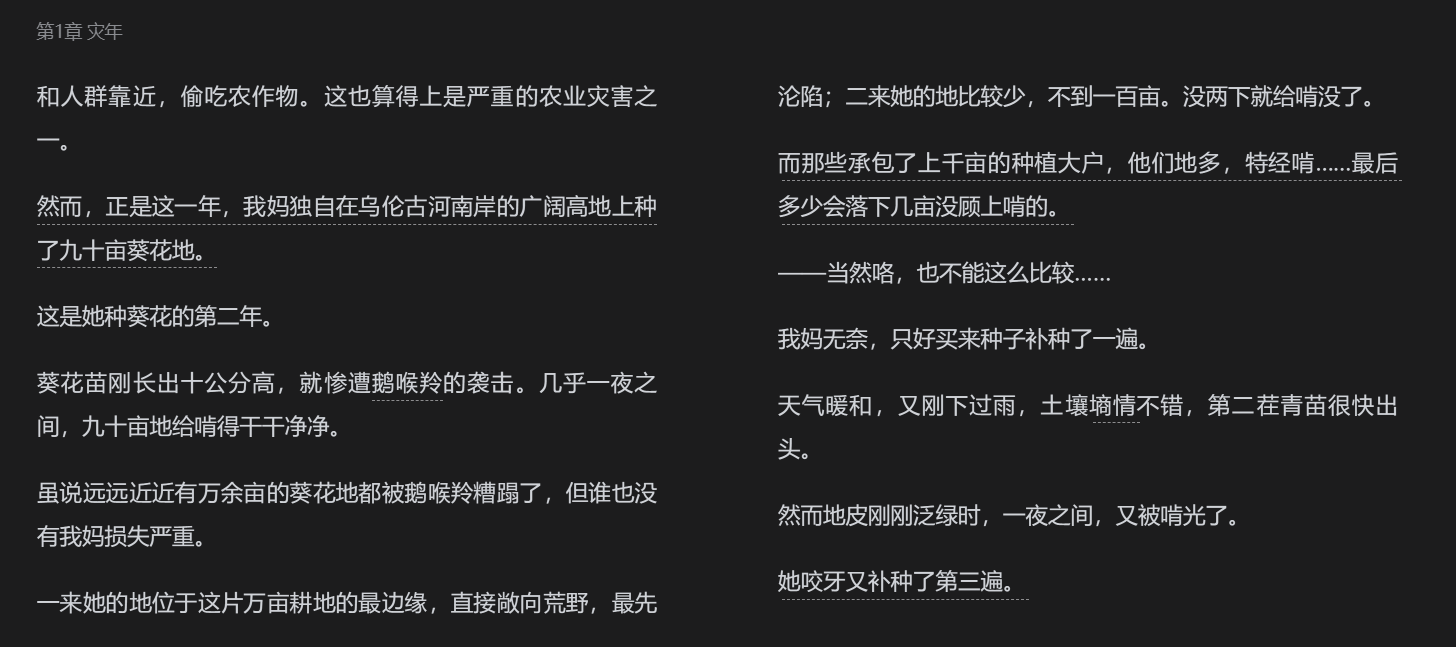 第1章 灾年
和人群靠近，偷吃农作物。这也算得上是严重的农业灾害之
一。
然而，正是这一年，我妈独自在乌伦古河南岸的广阔高地上种
了九十亩葵花地。
这是她种葵花的第二年。
葵花苗刚长出十公分高，就惨遭鹅喉羚的袭击。几乎一夜之
间，九十亩地给啃得干干净净。
虽说远远近近有万余亩的葵花地都被鹅喉羚糟蹋了，但谁也没
有我妈损失严重。
一来她的地位于这片万亩耕地的最边缘，直接敞向荒野，最先
沦陷；二来她的地比较少，不到一百亩。没两下就给啃没了。
而那些承包了上千亩的种植大户，他们地多，特经啃……最后
多少会落下几亩没顾上啃的。
——当然咯，也不能这么比较……
我妈无奈，只好买来种子补种了一遍。
天气暖和，又刚下过雨，土壤墒情不错，第二茬青苗很快出
头。
然而地皮刚刚泛绿时，一夜之间，又被啃光了。
她咬牙又补种了第三遍。